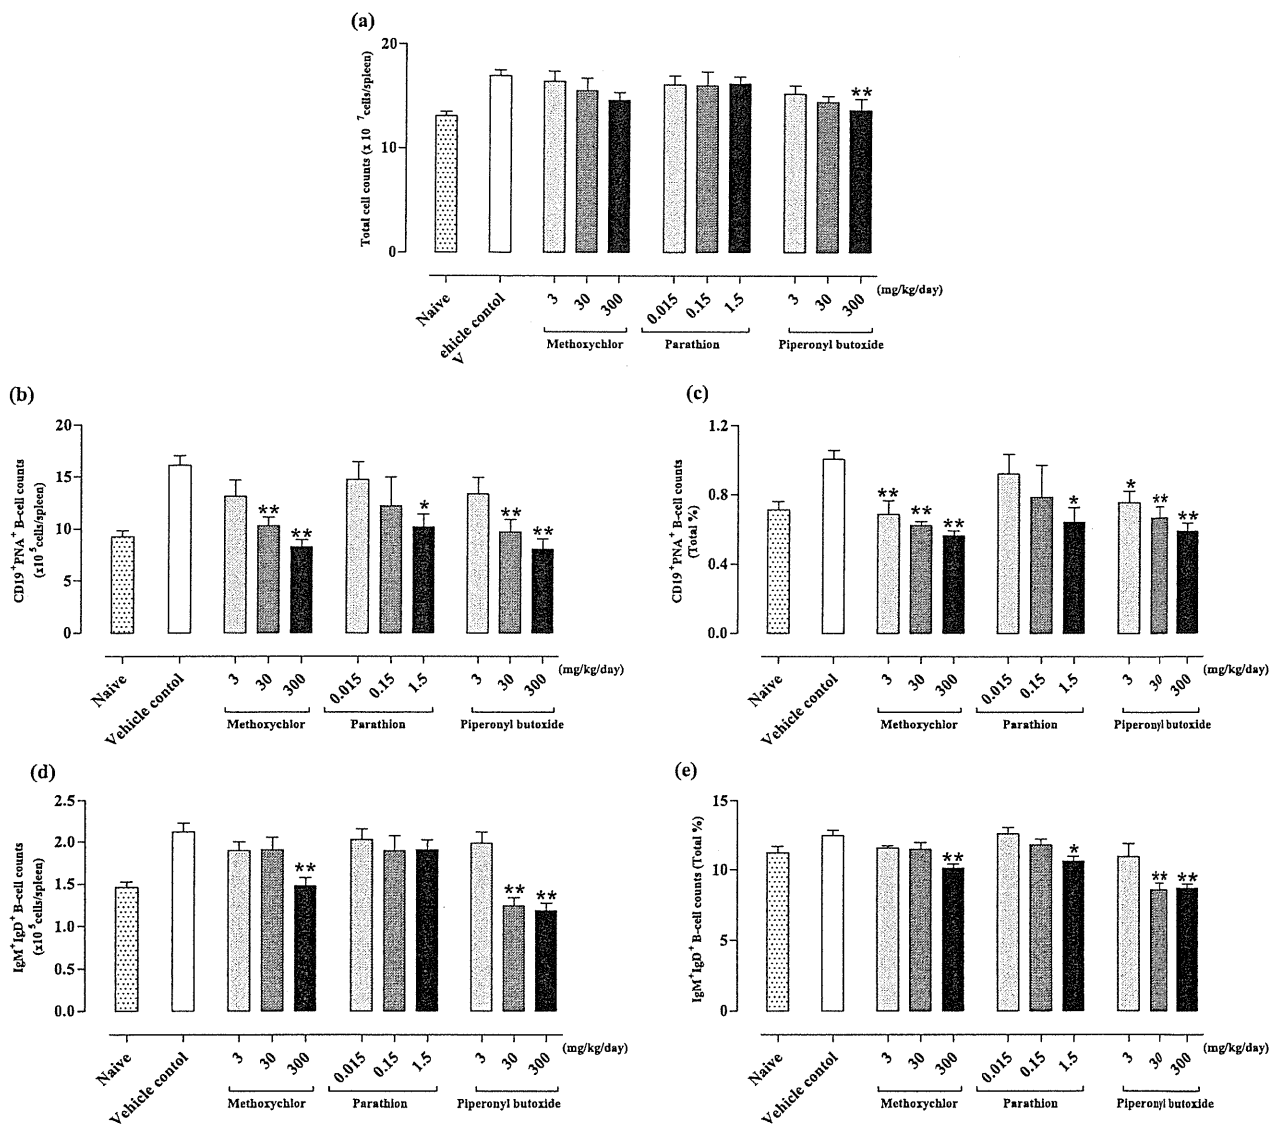 (a)
Total cell counts (x 10 7cells/spleen)
20
10
0
Naive
ehicle contol
V
3
30
300
0.015
0.15
1.5
3
30
300
**
(mg/kg/day)
Methoxychlor
Parathion
Piperonyl butoxide
(b)
CD19 +PNA + B-cell counts
(x10 5cells/spleen)
20
15
10
5
0
**
**
*
**
**
Naive
Vehicle contol
3
30
300
0.015
0.15
1.5
3
30
300
(mg/kg/day)
Methoxychlor
Parathion
Piperonyl butoxide
(c)
CD19 +PNA + B-cell counts
(Total %)
1.2
0.8
0.4
0.0
**
**
**
*
*
**
**
Naive
Vehicle contol
3
30
300
0.015
0.15
1.5
3
30
300
(mg/kg/day)
Methoxychlor
Parathion
Piperonyl butoxide
(d)
IgM+IgD+ B-cell counts
(x10 5cells/spleen)
2.5
2.0
1.5
1.0
0.5
0.0
**
**
**
Naive
Vehicle contol
3
30
300
0.015
0.15
1.5
3
30
300
(mg/kg/day)
Methoxychlor
Parathion
Piperonyl butoxide
(e)
IgM+IgD+ B-cell counts (Total %)
15
10
5
0
**
*
**
**
Naive
Vehicle contol
3
30
300
0.015
0.15
1.5
3
30
300
(mg/kg/day)
Methoxychlor
Parathion
Piperonyl butoxide